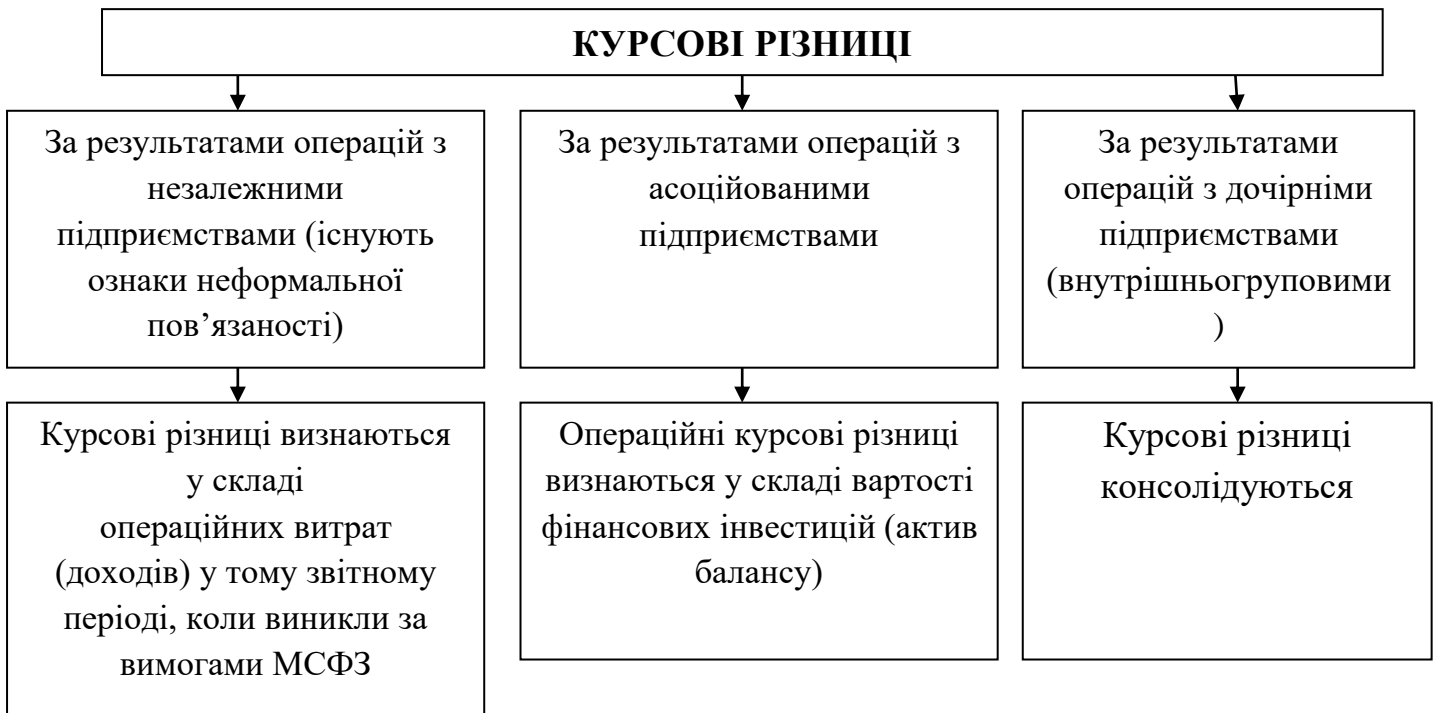 КУРСОВІ РІЗНИЦІ
За результатами операцій з
незалежними
підприємствами (існують
ознаки неформальної
пов’язаності)
За результатами операцій з
асоційованими
підприємствами
За результатами
операцій з дочірніми
підприємствами
(внутрішньогруповими
)
Курсові різниці визнаються
у складі
операційних витрат
(доходів) у тому звітному
періоді, коли виникли за
вимогами МСФЗ
Операційні курсові різниці
визнаються у складі вартості
фінансових інвестицій (актив
балансу)
Курсові різниці
консолідуються